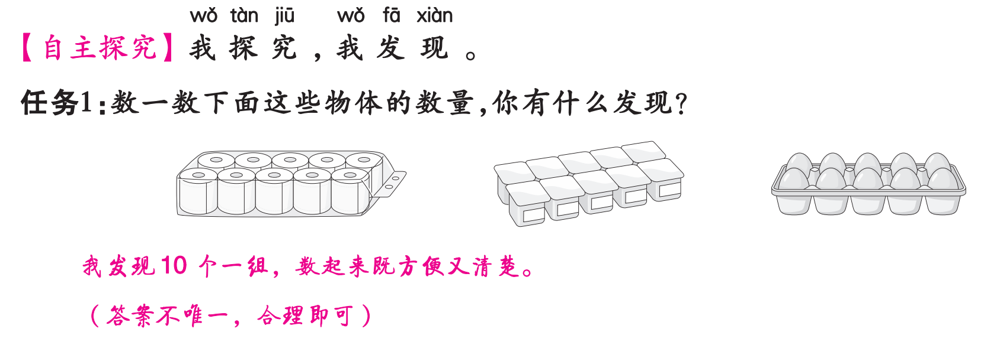 wǒ tàn jiū wǒ fā xiàn
【自主探究】我探究,我发现。
任务1:数一数下面这些物体的数量,你有什么发现?
我发现10个一组,数起来既方便又清楚。
(答案不唯一,合理即可)